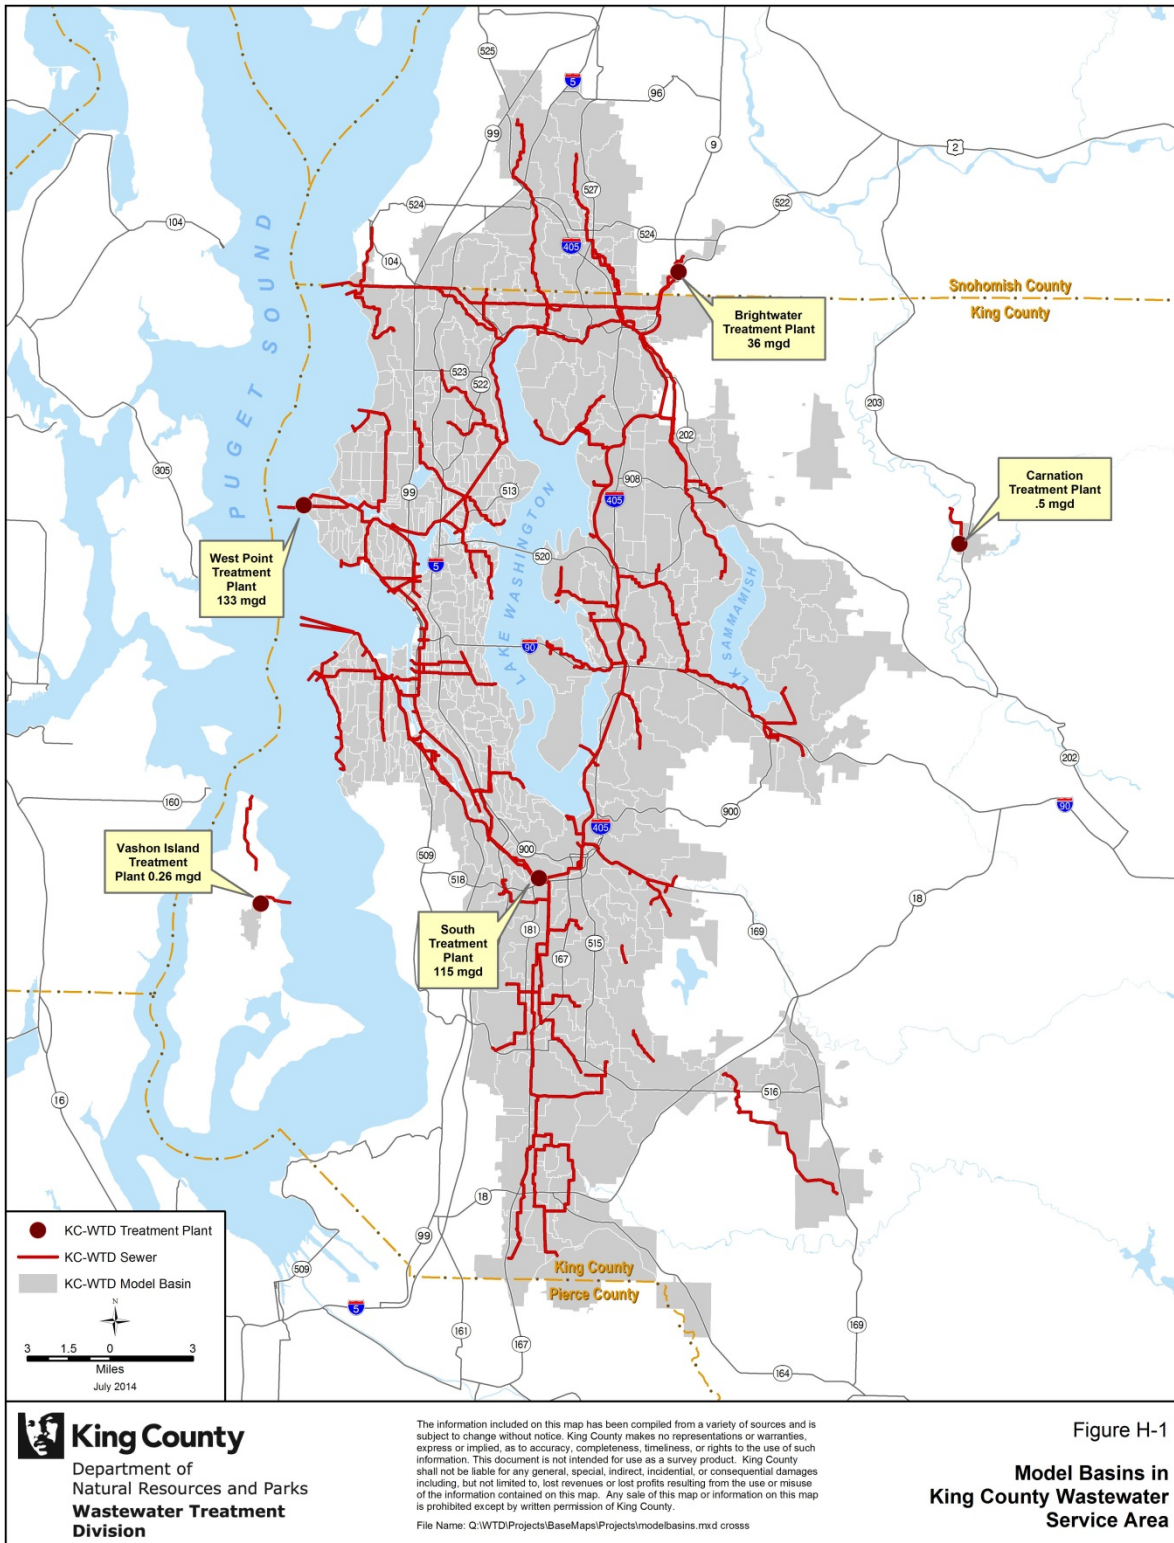 525
5
96
99
9
2
527
524
522
104
405
524
104
PUGET SOUND
Snohomish County
King County
Brightwater
Treatment Plant
36 mgd
523
522
203
202
305
908
Carnation
Treatment Plant
.5 mgd
99
513
405
LAKE WASHINGTON
West Point
Treatment
Plant
133 mgd
5
520
LK SAMMAMISH
90
202
160
900
90
405
Vashon Island
Treatment
Plant 0.26 mgd
509
900
518
18
South
Treatment
Plant
115 mgd
181
515
169
167
16
516
18
99
509
King County
Pierce County
5
161
167
169
164
KC-WTD Treatment Plant
KC-WTD Sewer
KC-WTD Model Basin
N
3 1.5 0 3
Miles
July 2014
King County
Department of
Natural Resources and Parks
Wastewater Treatment
Division
The information included on this map has been compiled from a variety of sources and is
subject to change without notice. King County makes no representations or warranties,
express or implied, as to accuracy, completeness, timeliness, or rights to the use of such
information. This document is not intended for use as a survey product. King County
shall not be liable for any general, special, indirect, incidental, or consequential damages
including, but not limited to, lost revenues or lost profits resulting from the use or misuse
of the information contained on this map. Any sale of this map or information on this map
is prohibited except by written permission of King County.
File Name: Q:\WTD\Projects\BaseMaps\Projects\modelbasins.mxd crosss
Figure H-1
Model Basins in
King County Wastewater
Service Area